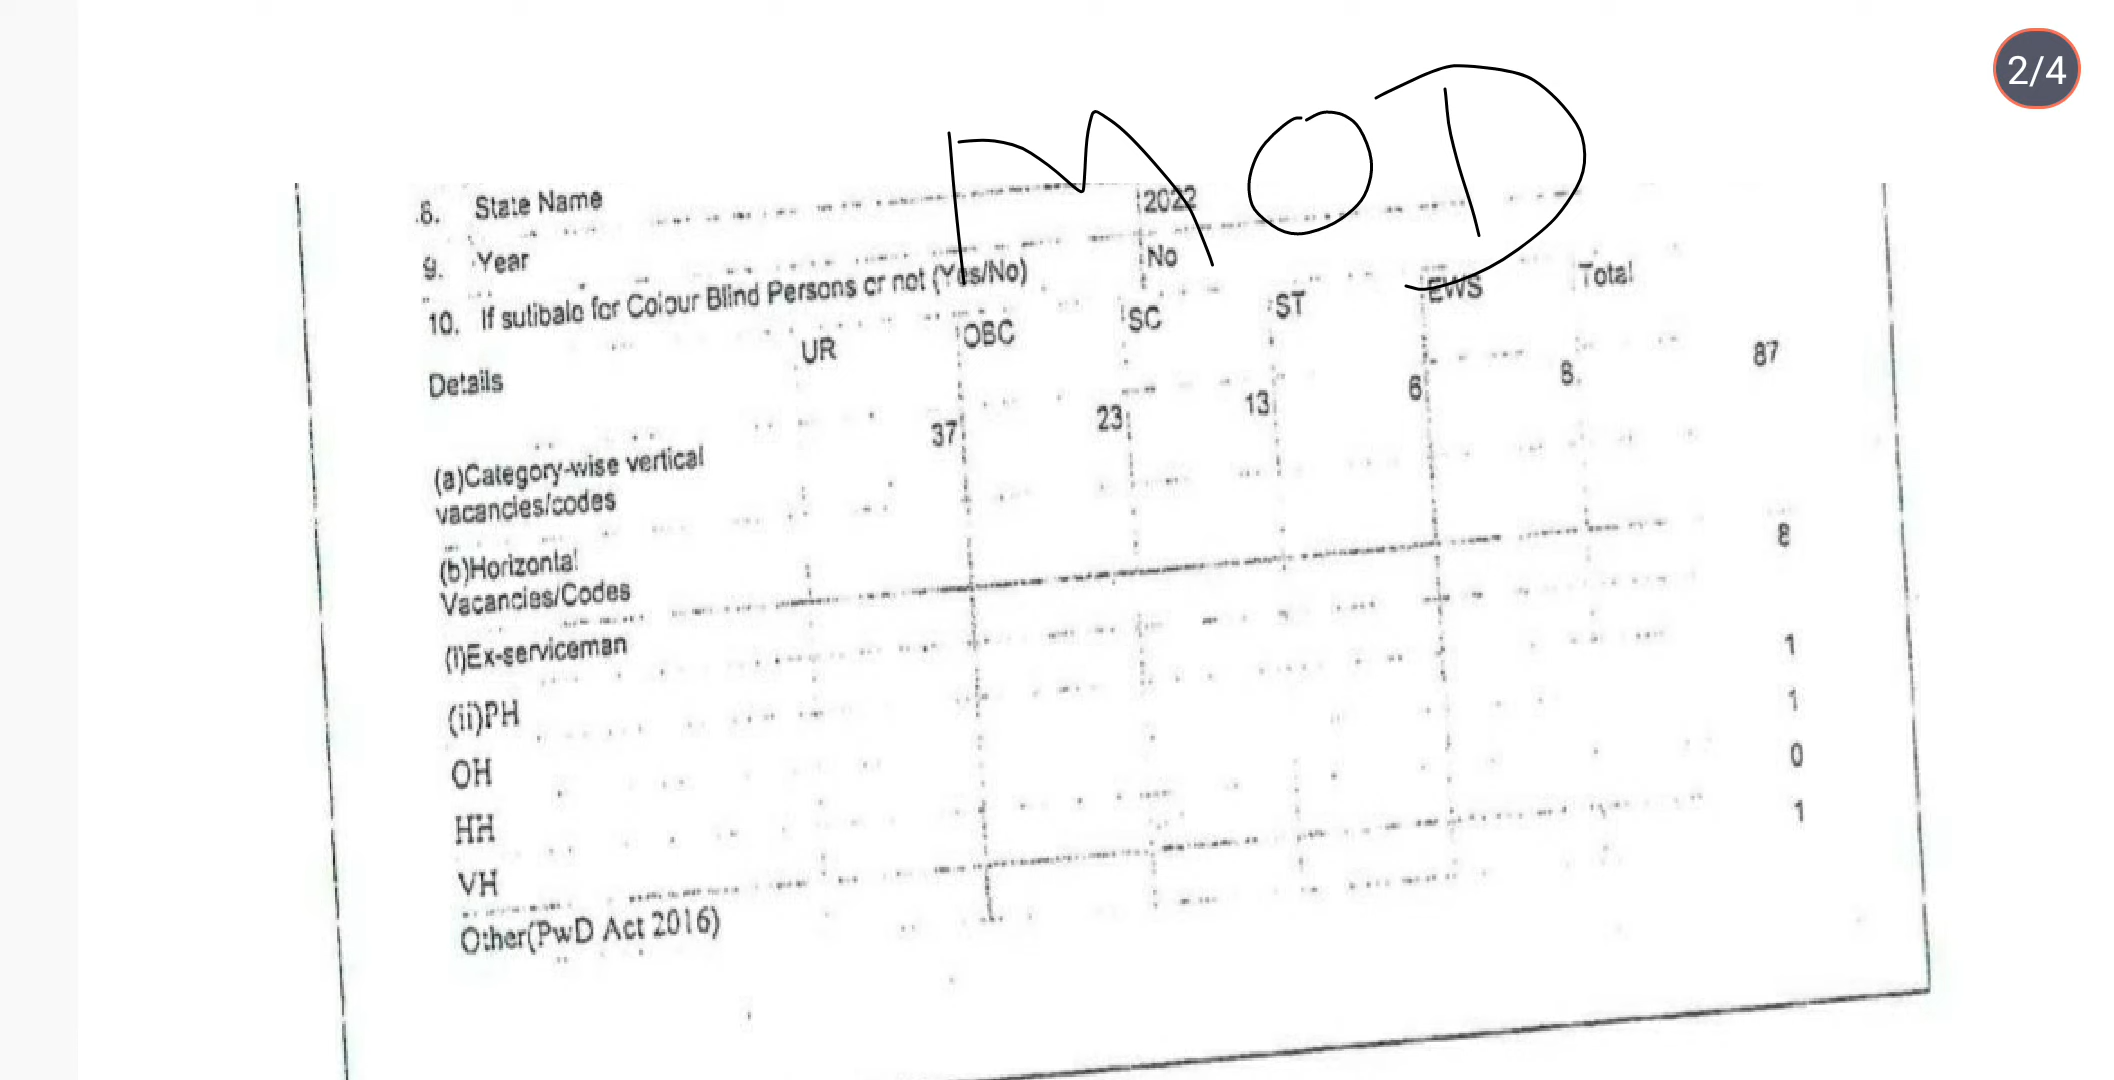 2/4
MOD
8. State Name
2022
9. Year
No
10. If sutibale for Colour Blind Persons or not (Yes/No)
Details UR OBC SC ST EWS Total
(a)Category-wise vertical
vacancies/codes
37 23 13 6 8 87
(b)Horizontal
Vacancies/Codes
(i)Ex-serviceman 8
(ii)PH 1
OH 1
HH 0
VH 1
Other(PwD Act 2016)